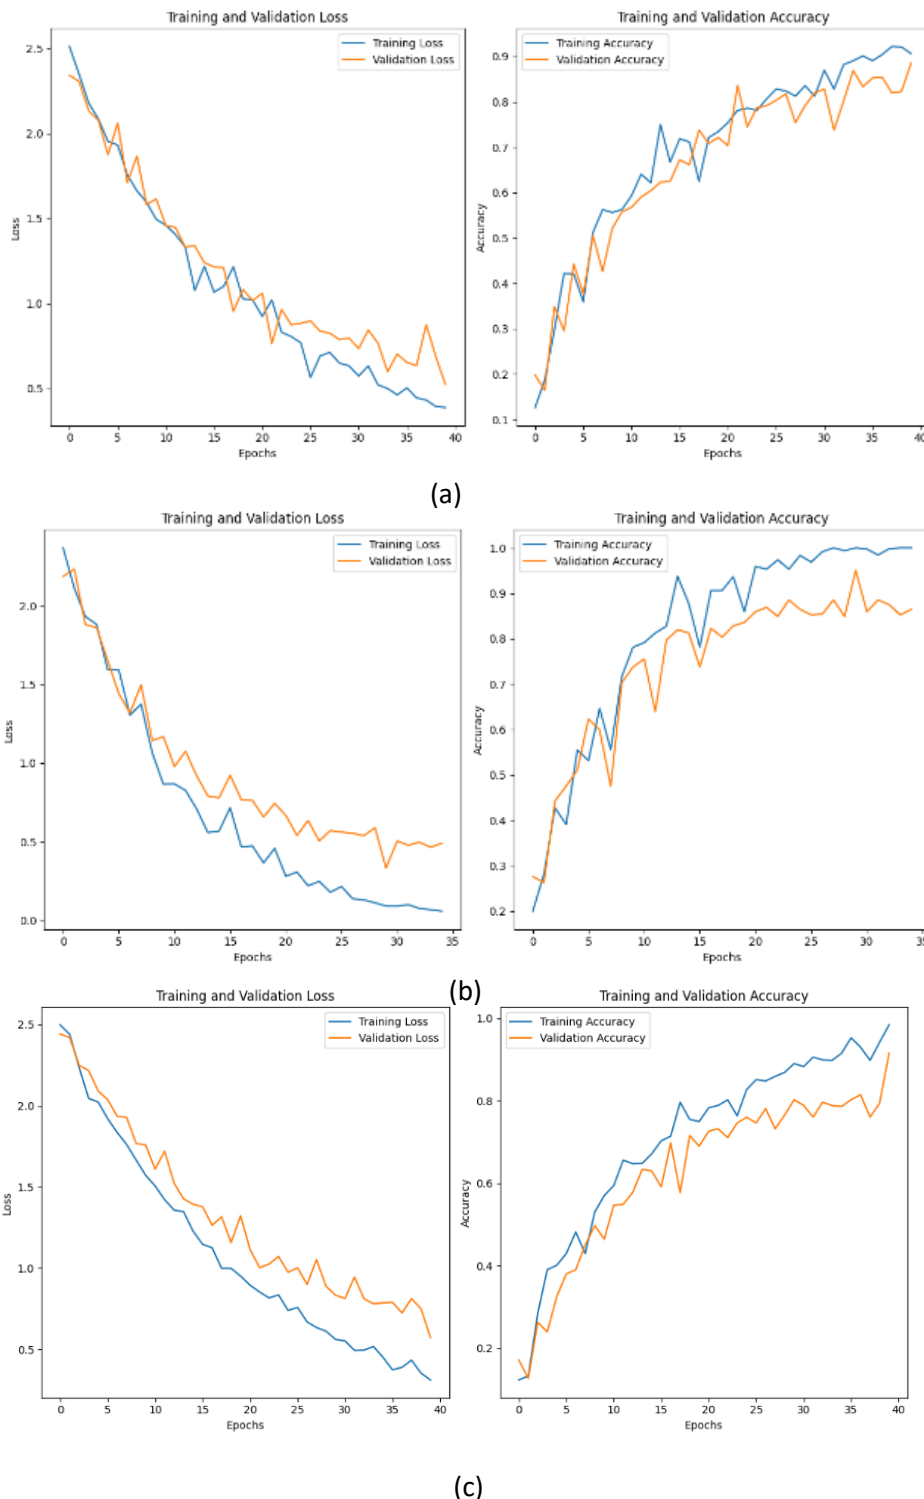 Training and Validation Loss
Training Loss
Validation Loss
2.5
2.0
1.5
1.0
0.5
Loss
0 5 10 15 20 25 30 35 40
Epochs
Training and Validation Accuracy
Training Accuracy
Validation Accuracy
0.9
0.8
0.7
0.6
0.5
0.4
0.3
0.2
0.1
Accuracy
0 5 10 15 20 25 30 35 40
Epochs
(a)
Training and Validation Loss
Training Loss
Validation Loss
2.0
1.5
1.0
0.5
0.0
Loss
0 5 10 15 20 25 30 35
Epochs
Training and Validation Accuracy
Training Accuracy
Validation Accuracy
1.0
0.9
0.8
0.7
0.6
0.5
0.4
0.3
0.2
Accuracy
0 5 10 15 20 25 30 35
Epochs
(b)
Training and Validation Loss
Training Loss
Validation Loss
2.5
2.0
1.5
1.0
0.5
Loss
0 5 10 15 20 25 30 35 40
Epochs
Training and Validation Accuracy
Training Accuracy
Validation Accuracy
1.0
0.8
0.6
0.4
0.2
Accuracy
0 5 10 15 20 25 30 35 40
Epochs
(c)